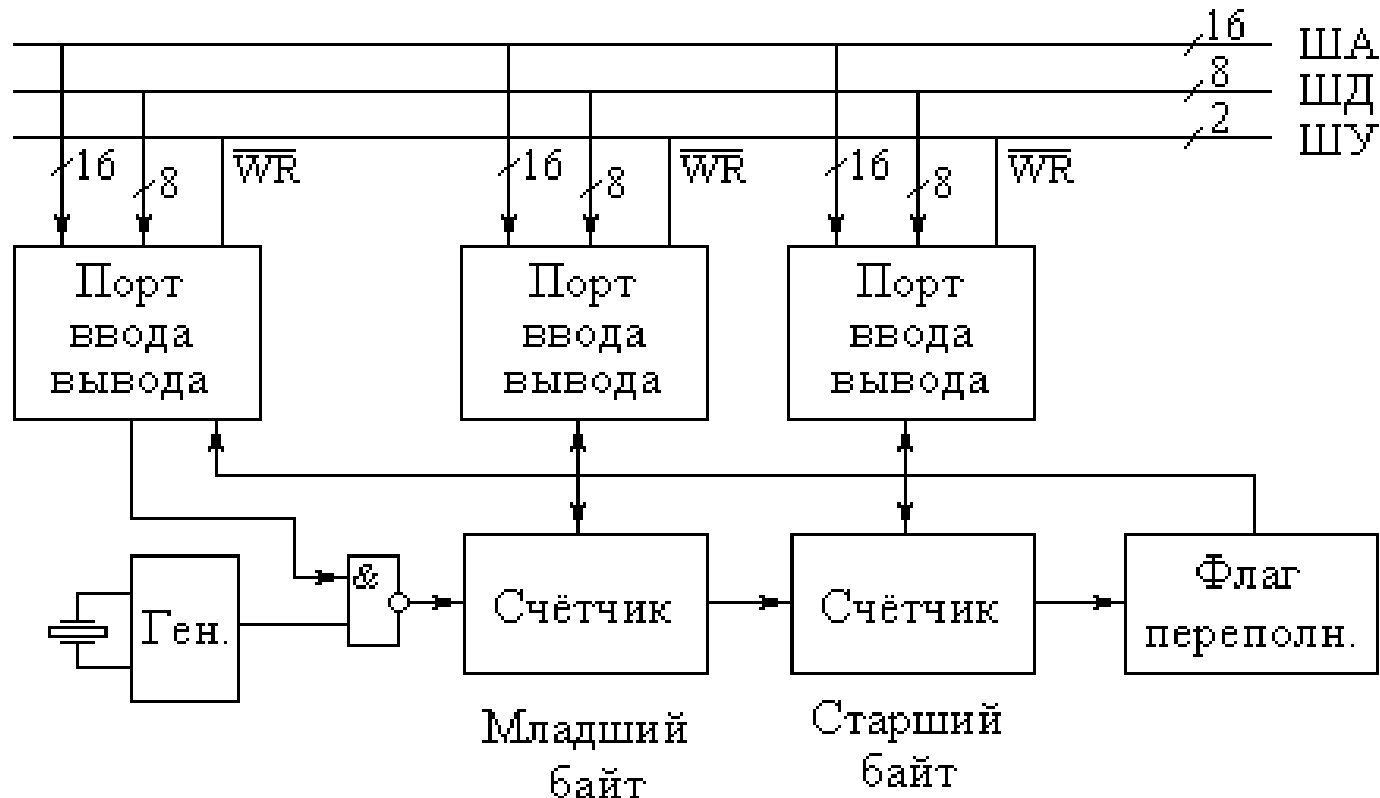 16
ША
8
ШД
2
ШУ
16
8
WR
16
8
WR
16
8
WR
Порт
ввода
вывода
Порт
ввода
вывода
Порт
ввода
вывода
&
Ген.
Счётчик
Счётчик
Флаг
переполн.
Младший
байт
Старший
байт